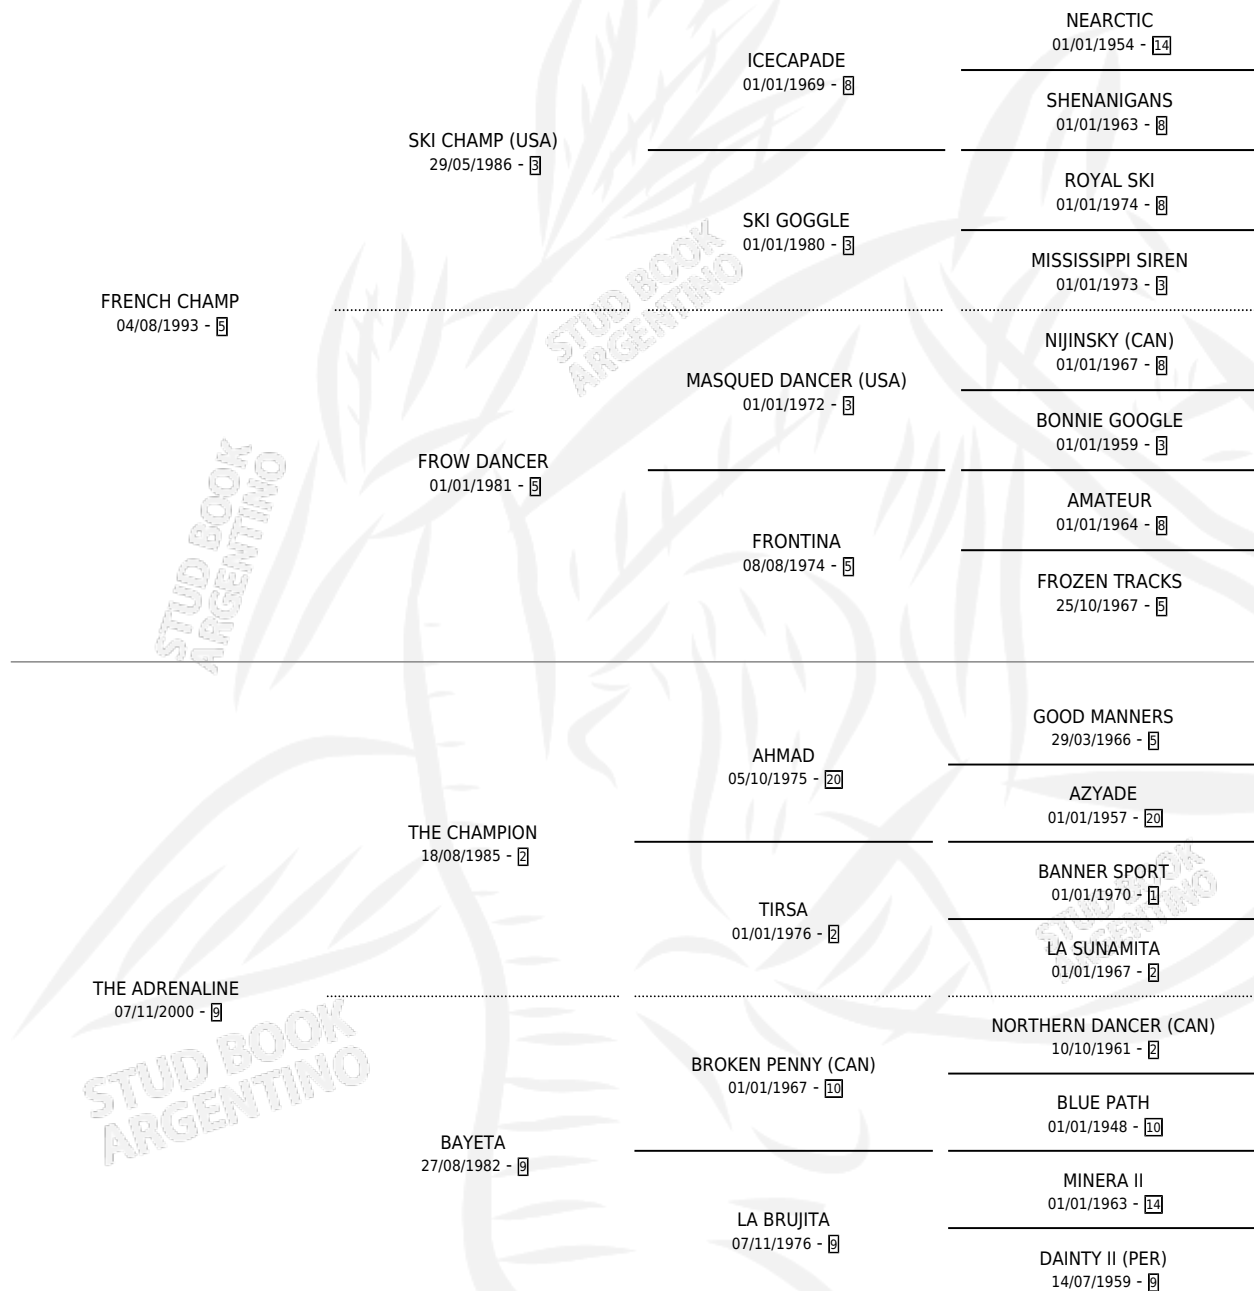 NEARCTIC
01/01/1954 - 14
ICECAPADE
01/01/1969 - 8
SHENANIGANS
01/01/1963 - 8
SKI CHAMP (USA)
29/05/1986 - 3
ROYAL SKI
01/01/1974 - 8
SKI GOGGLE
01/01/1980 - 3
MISSISSIPPI SIREN
01/01/1973 - 3
FRENCH CHAMP
04/08/1993 - 5
NIJINSKY (CAN)
01/01/1967 - 8
MASQUED DANCER (USA)
01/01/1972 - 3
BONNIE GOOGLE
01/01/1959 - 3
FROW DANCER
01/01/1981 - 5
AMATEUR
01/01/1964 - 8
FRONTINA
08/08/1974 - 5
FROZEN TRACKS
25/10/1967 - 5
GOOD MANNERS
29/03/1966 - 5
AHMAD
05/10/1975 - 20
AZYADE
01/01/1957 - 20
THE CHAMPION
18/08/1985 - 2
BANNER SPORT
01/01/1970 - 1
TIRSA
01/01/1976 - 2
LA SUNAMITA
01/01/1967 - 2
THE ADRENALINE
07/11/2000 - 9
NORTHERN DANCER (CAN)
10/10/1961 - 2
BROKEN PENNY (CAN)
01/01/1967 - 10
BLUE PATH
01/01/1948 - 10
BAYETA
27/08/1982 - 9
MINERA II
01/01/1963 - 14
LA BRUJITA
07/11/1976 - 9
DAINTY II (PER)
14/07/1959 - 9
STUD BOOK
ARGENTINO
STUD BOOK
ARGENTINO
STUD BOOK
ARGENTINO
STUD BOOK
ARGENTINO